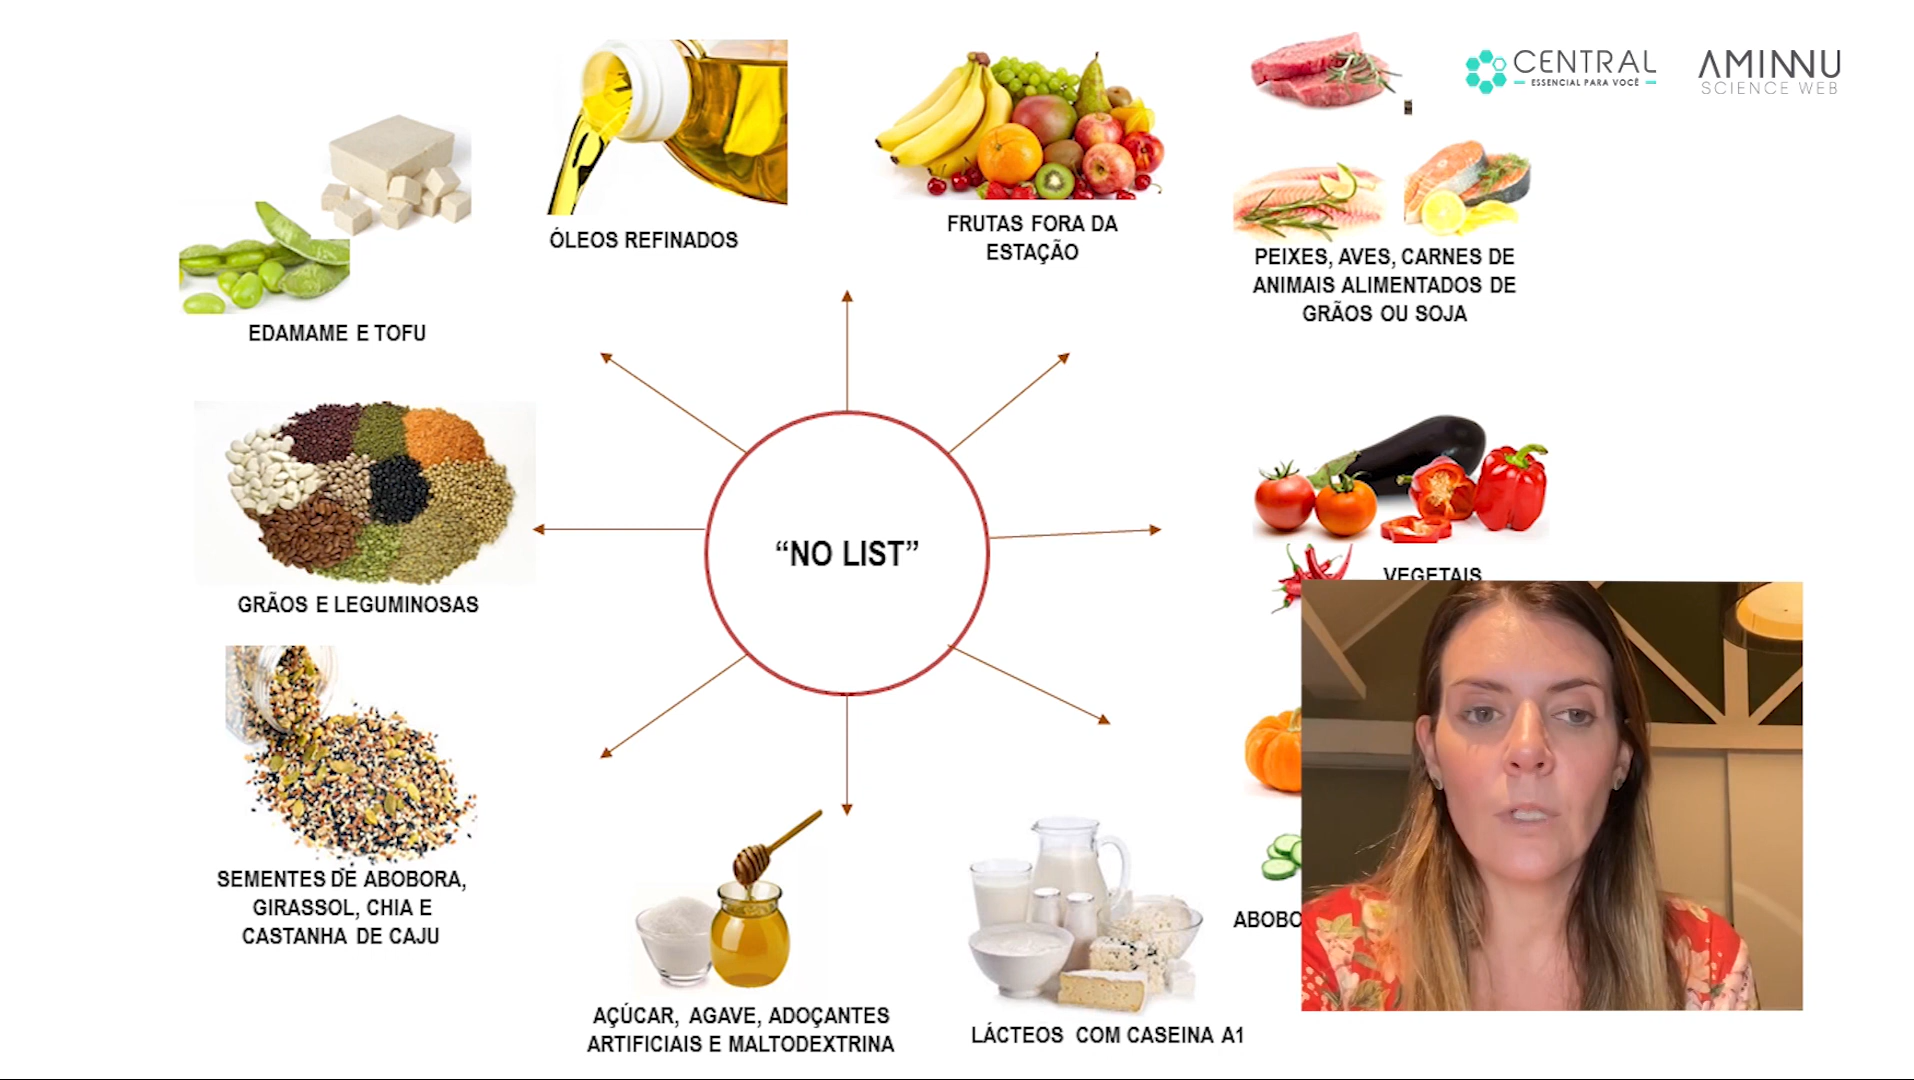 CENTRAL
ESSENCIAL PARA VOCÊ
AMINNU
SCIENCE WEB
ÓLEOS REFINADOS
FRUTAS FORA DA
ESTAÇÃO
PEIXES, AVES, CARNES DE
ANIMAIS ALIMENTADOS DE
GRÃOS OU SOJA
EDAMAME E TOFU
"NO LIST"
VEGETAIS
GRÃOS E LEGUMINOSAS
SEMENTES DE ABOBORA,
GIRASSOL, CHIA E
CASTANHA DE CAJU
AÇÚCAR, AGAVE, ADOÇANTES
ARTIFICIAIS E MALTODEXTRINA
LÁCTEOS COM CASEINA A1